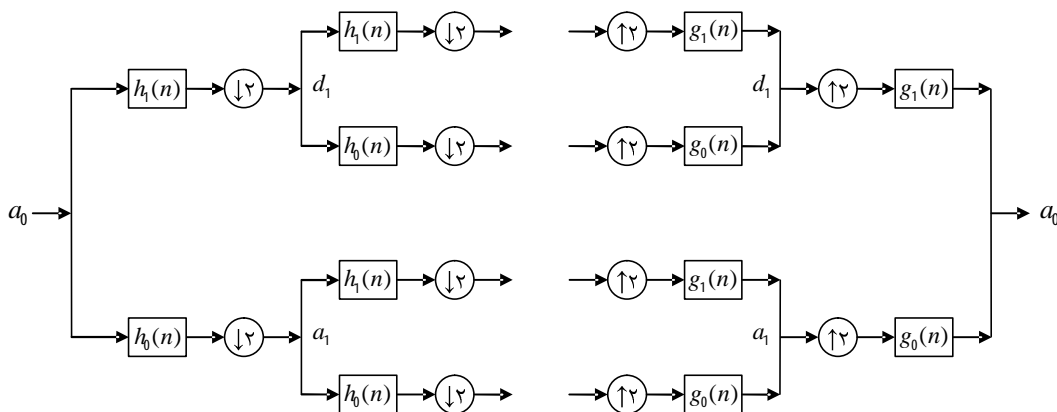 h₁(n) ↓۲ ↑۲ g₁(n)
h₁(n) ↓۲ d₁ d₁ ↑۲ g₁(n)
h₀(n) ↓۲ ↑۲ g₀(n)
a₀ a₀
h₁(n) ↓۲ ↑۲ g₁(n)
h₀(n) ↓۲ a₁ a₁ ↑۲ g₀(n)
h₀(n) ↓۲ ↑۲ g₀(n)